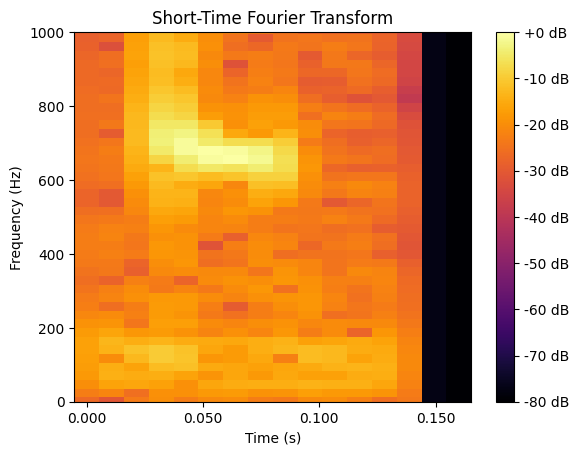 Short-Time Fourier Transform
1000
800
600
400
200
0
Frequency (Hz)
0.000
0.050
0.100
0.150
Time (s)
+0 dB
-10 dB
-20 dB
-30 dB
-40 dB
-50 dB
-60 dB
-70 dB
-80 dB